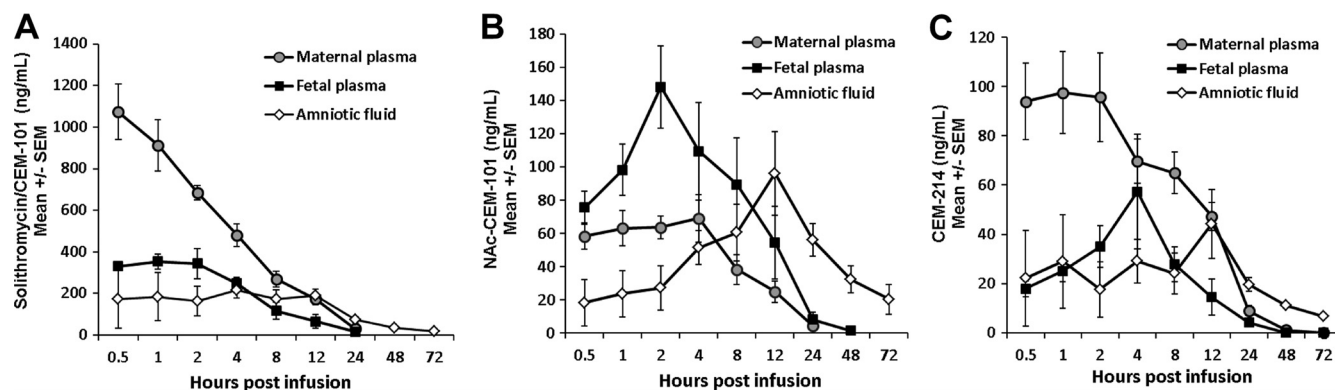 A
Solithromycin/CEM-101 (ng/mL)
Mean +/- SEM
1400
1200
1000
800
600
400
200
0
Maternal plasma
Fetal plasma
Amniotic fluid
0.5 1 2 4 8 12 24 48 72
Hours post infusion
B
NAc-CEM-101 (ng/mL)
Mean +/- SEM
180
160
140
120
100
80
60
40
20
0
Maternal plasma
Fetal plasma
Amniotic fluid
0.5 1 2 4 8 12 24 48 72
Hours post infusion
C
CEM-214 (ng/mL)
Mean +/- SEM
120
100
80
60
40
20
0
Maternal plasma
Fetal plasma
Amniotic fluid
0.5 1 2 4 8 12 24 48 72
Hours post infusion